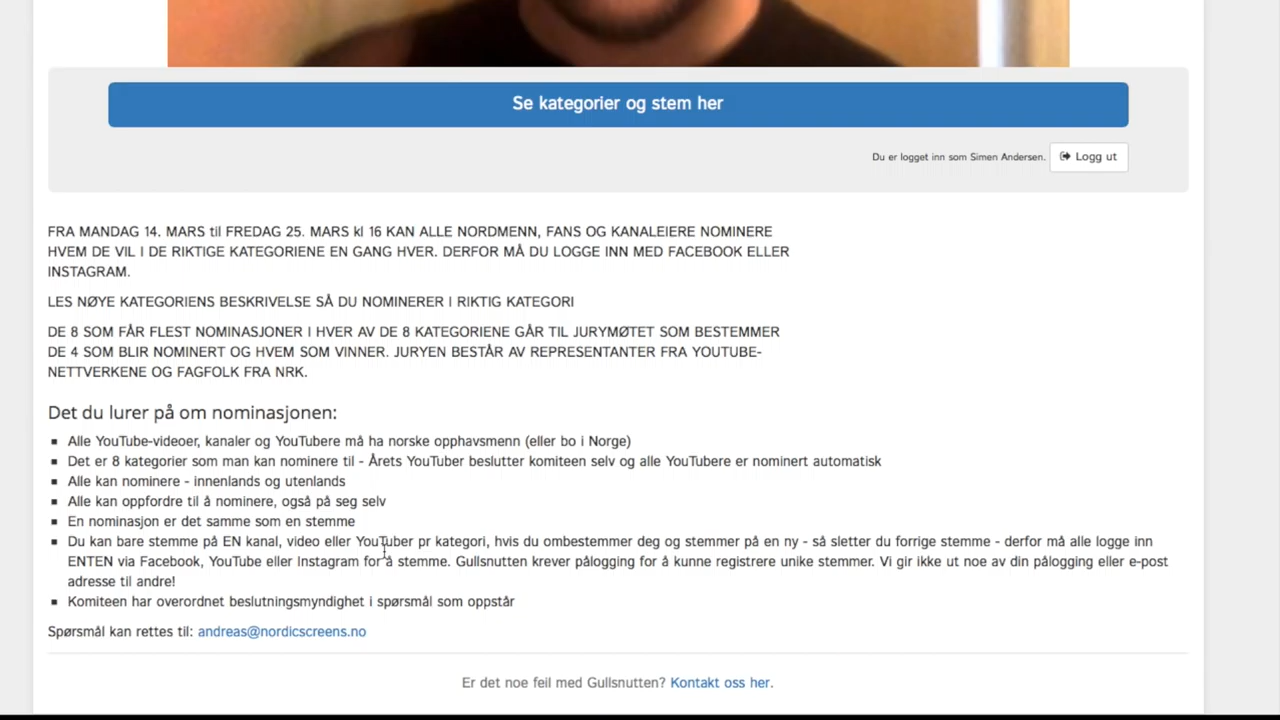 Se kategorier og stem her
Du er logget inn som Simen Andersen. Logg ut
FRA MANDAG 14. MARS til FREDAG 25. MARS kl 16 KAN ALLE NORDMENN, FANS OG KANALEIERE NOMINERE
HVEM DE VIL I DE RIKTIGE KATEGORIENE EN GANG HVER. DERFOR MÅ DU LOGGE INN MED FACEBOOK ELLER
INSTAGRAM.
LES NØYE KATEGORIENS BESKRIVELSE SÅ DU NOMINERER I RIKTIG KATEGORI
DE 8 SOM FÅR FLEST NOMINASJONER I HVER AV DE 8 KATEGORIENE GÅR TIL JURYMØTET SOM BESTEMMER
DE 4 SOM BLIR NOMINERT OG HVEM SOM VINNER. JURYEN BESTÅR AV REPRESENTANTER FRA YOUTUBE-
NETTVERKENE OG FAGFOLK FRA NRK.
Det du lurer på om nominasjonen:
Alle YouTube-videoer, kanaler og YouTubere må ha norske opphavsmenn (eller bo i Norge)
Det er 8 kategorier som man kan nominere til - Årets YouTuber beslutter komiteen selv og alle YouTubere er nominert automatisk
Alle kan nominere - innenlands og utenlands
Alle kan oppfordre til å nominere, også på seg selv
En nominasjon er det samme som en stemme
Du kan bare stemme på EN kanal, video eller YouTuber pr kategori, hvis du ombestemmer deg og stemmer på en ny - så sletter du forrige stemme - derfor må alle logge inn
ENTEN via Facebook, YouTube eller Instagram for å stemme. Gullsnutten krever pålogging for å kunne registrere unike stemmer. Vi gir ikke ut noe av din pålogging eller e-post
adresse til andre!
Komiteen har overordnet beslutningsmyndighet i spørsmål som oppstår
Spørsmål kan rettes til: andreas@nordicscreens.no
Er det noe feil med Gullsnutten? Kontakt oss her.